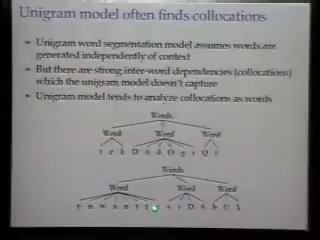 Unigram model often finds collocations
Unigram word segmentation model assumes words are
generated independently of context
But there are strong inter-word dependencies (collocations)
which the unigram model doesn't capture
Unigram model tends to analyze collocations as words
Words
Word Word Word
Words
Word Word Word